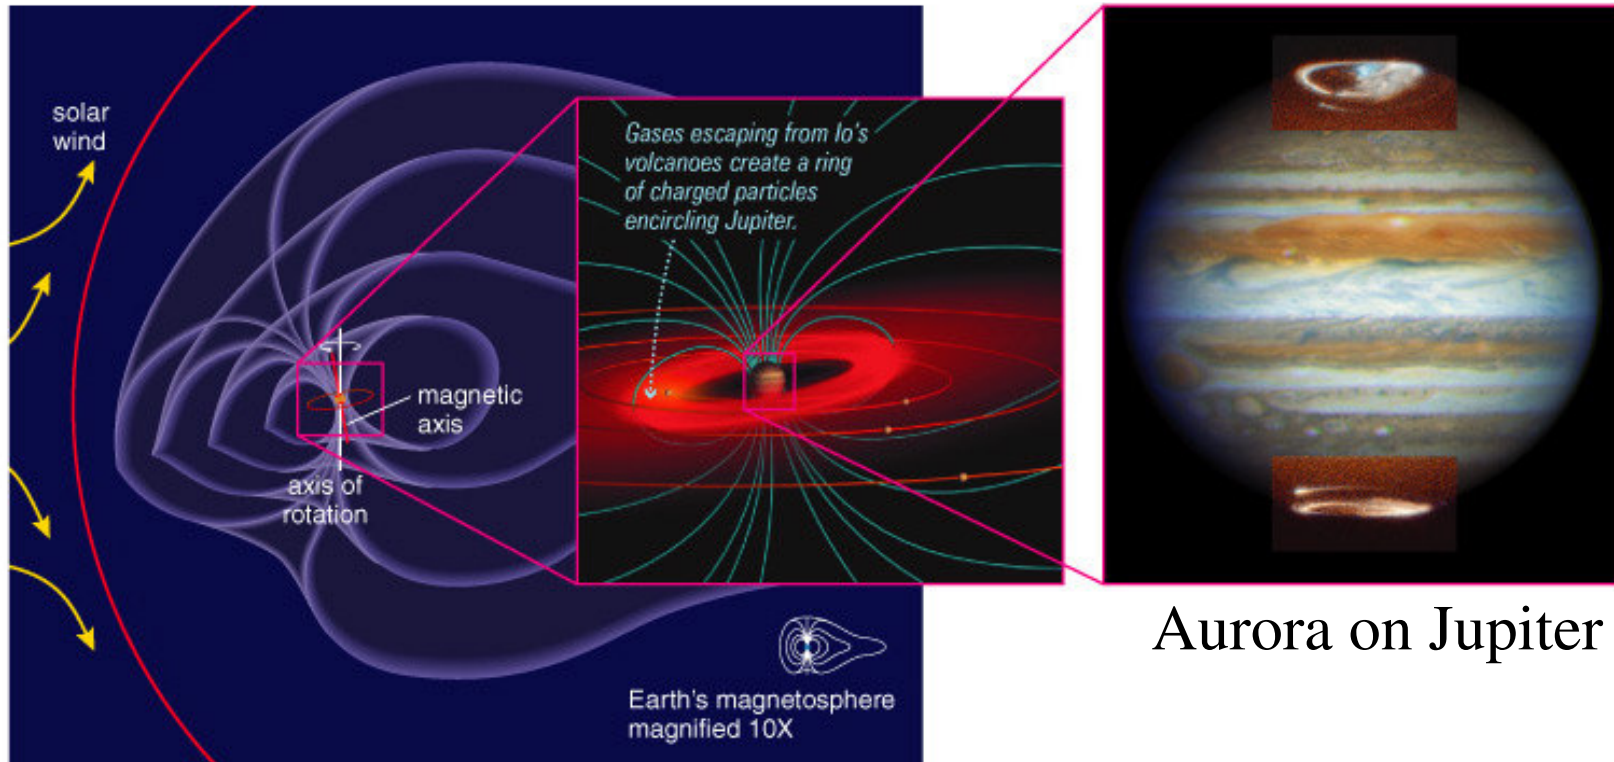 solar
wind
Gases escaping from Io's
volcanoes create a ring
of charged particles
encircling Jupiter.
magnetic
axis
axis of
rotation
Earth's magnetosphere
magnified 10X
Aurora on Jupiter